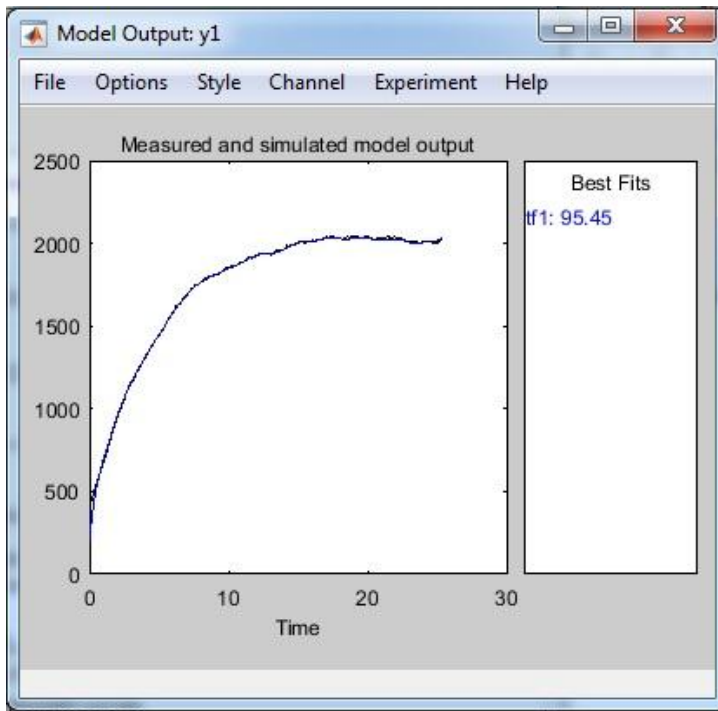 Model Output: y1
File Options Style Channel Experiment Help
Measured and simulated model output
2500
2000
1500
1000
500
0
0 10 20 30
Time
Best Fits
tf1: 95.45